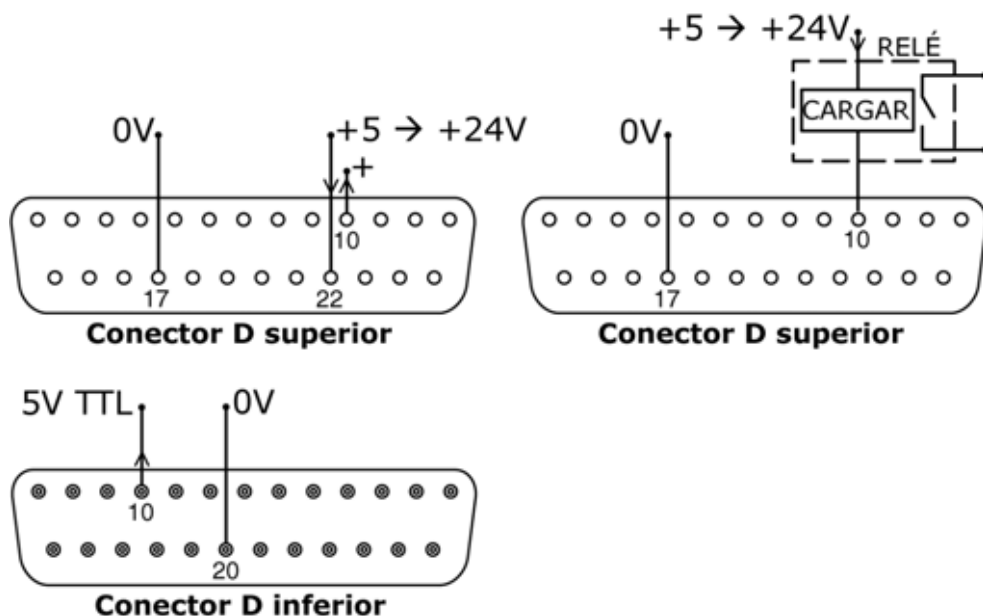 0V
+5 → +24V
+
10
17
22
Conector D superior
+5 → +24V
RELÉ
CARGAR
0V
10
17
Conector D superior
5V TTL
0V
10
20
Conector D inferior